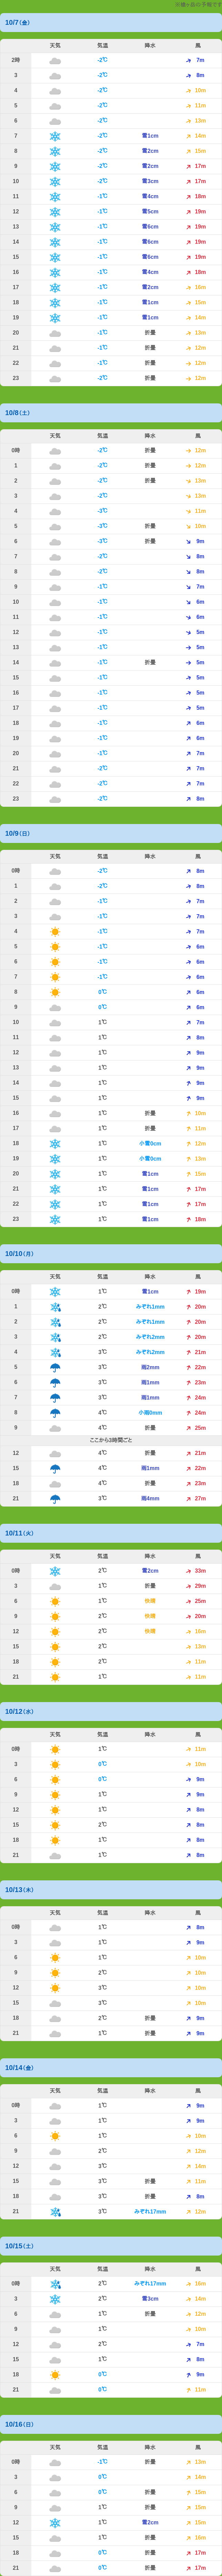 ※槍ヶ岳の予報です
10/7（金）
天気 気温 降水 風
2時 -2℃ 7m
3 -2℃ 8m
4 -2℃ 10m
5 -2℃ 11m
6 -2℃ 13m
7 -2℃ 雪1cm 14m
8 -2℃ 雪2cm 15m
9 -2℃ 雪2cm 17m
10 -2℃ 雪3cm 17m
11 -2℃ 雪4cm 18m
12 -2℃ 雪5cm 19m
13 -2℃ 雪6cm 19m
14 -2℃ 雪6cm 19m
15 -2℃ 雪6cm 19m
16 -2℃ 雪4cm 18m
17 -2℃ 雪2cm 16m
18 -2℃ 雪1cm 15m
19 -2℃ 雪1cm 14m
20 -1℃ 折曇 13m
21 -2℃ 折曇 12m
22 -1℃ 折曇 12m
23 -2℃ 折曇 12m
10/8（土）
天気 気温 降水 風
0時 -2℃ 折曇 12m
1 -2℃ 折曇 12m
2 -2℃ 折曇 13m
3 -2℃ 13m
4 -3℃ 11m
5 -3℃ 折曇 10m
6 -3℃ 折曇 9m
7 -2℃ 8m
8 -2℃ 8m
9 -1℃ 7m
10 -1℃ 6m
11 -1℃ 6m
12 -1℃ 5m
13 -1℃ 5m
14 -1℃ 折曇 5m
15 -1℃ 5m
16 -1℃ 5m
17 -1℃ 5m
18 -1℃ 6m
19 -1℃ 6m
20 -2℃ 7m
21 -2℃ 7m
22 -2℃ 7m
23 -2℃ 8m
10/9（日）
天気 気温 降水 風
0時 -2℃ 8m
1 -2℃ 8m
2 -1℃ 7m
3 -1℃ 7m
4 -1℃ 7m
5 -1℃ 6m
6 -1℃ 6m
7 -1℃ 6m
8 0℃ 6m
9 0℃ 6m
10 1℃ 7m
11 1℃ 8m
12 1℃ 9m
13 1℃ 9m
14 1℃ 9m
15 1℃ 9m
16 1℃ 折曇 10m
17 1℃ 折曇 11m
18 1℃ 小雪0cm 12m
19 1℃ 小雪0cm 13m
20 1℃ 雪1cm 15m
21 1℃ 雪1cm 17m
22 1℃ 雪1cm 17m
23 1℃ 雪1cm 18m
10/10（月）
天気 気温 降水 風
0時 1℃ 雪1cm 19m
1 2℃ みぞれ1mm 20m
2 2℃ みぞれ1mm 20m
3 2℃ みぞれ2mm 20m
4 3℃ みぞれ2mm 21m
5 3℃ 雨2mm 22m
6 3℃ 雨1mm 23m
7 3℃ 雨1mm 24m
8 4℃ 小雨0mm 24m
9 4℃ 折曇 25m
ここから3時間ごと
12 4℃ 折曇 21m
15 4℃ 雨1mm 22m
18 4℃ 折曇 23m
21 3℃ 雨4mm 27m
10/11（火）
天気 気温 降水 風
0時 2℃ 雪2cm 33m
3 1℃ 折曇 29m
6 1℃ 快晴 25m
9 2℃ 快晴 20m
12 2℃ 快晴 16m
15 2℃ 13m
18 2℃ 11m
21 1℃ 11m
10/12（水）
天気 気温 降水 風
0時 1℃ 11m
3 0℃ 10m
6 0℃ 9m
9 1℃ 9m
12 1℃ 8m
15 2℃ 8m
18 1℃ 8m
21 1℃ 8m
10/13（木）
天気 気温 降水 風
0時 1℃ 8m
3 1℃ 9m
6 1℃ 10m
9 2℃ 10m
12 3℃ 10m
15 3℃ 10m
18 2℃ 折曇 9m
21 1℃ 折曇 9m
10/14（金）
天気 気温 降水 風
0時 1℃ 9m
3 1℃ 9m
6 1℃ 10m
9 2℃ 12m
12 3℃ 14m
15 3℃ 折曇 11m
18 3℃ 折曇 8m
21 3℃ みぞれ17mm 12m
10/15（土）
天気 気温 降水 風
0時 2℃ みぞれ17mm 16m
3 2℃ 雪3cm 14m
6 1℃ 折曇 12m
9 1℃ 10m
12 2℃ 7m
15 1℃ 8m
18 0℃ 9m
21 0℃ 11m
10/16（日）
天気 気温 降水 風
0時 -1℃ 折曇 13m
3 0℃ 14m
6 0℃ 折曇 15m
9 1℃ 折曇 15m
12 1℃ 雪2cm 15m
15 1℃ 折曇 16m
18 0℃ 折曇 17m
21 0℃ 折曇 17m